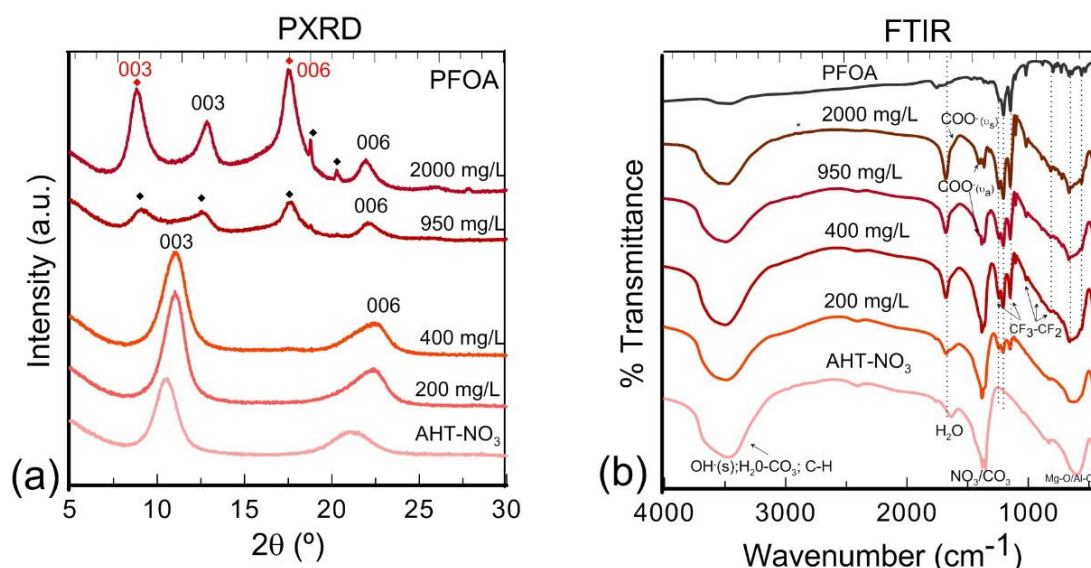 PXRD
003
003
006
PFOA
006
2000 mg/L
006
950 mg/L
003
006
400 mg/L
200 mg/L
AHT-NO₃
(a)
Intensity (a.u.)
5 10 15 20 25 30
2θ (º)
FTIR
PFOA
*
2000 mg/L
COO⁻(υₛ)
950 mg/L
COO⁻(υₐ)
400 mg/L
200 mg/L
CF₃-CF₂
AHT-NO₃
H₂O
OH⁻(s);H₂0-CO₃; C-H
NO₃/CO₃
Mg-O/Al-O
(b)
% Transmittance
4000 3000 2000 1000
Wavenumber (cm⁻¹)